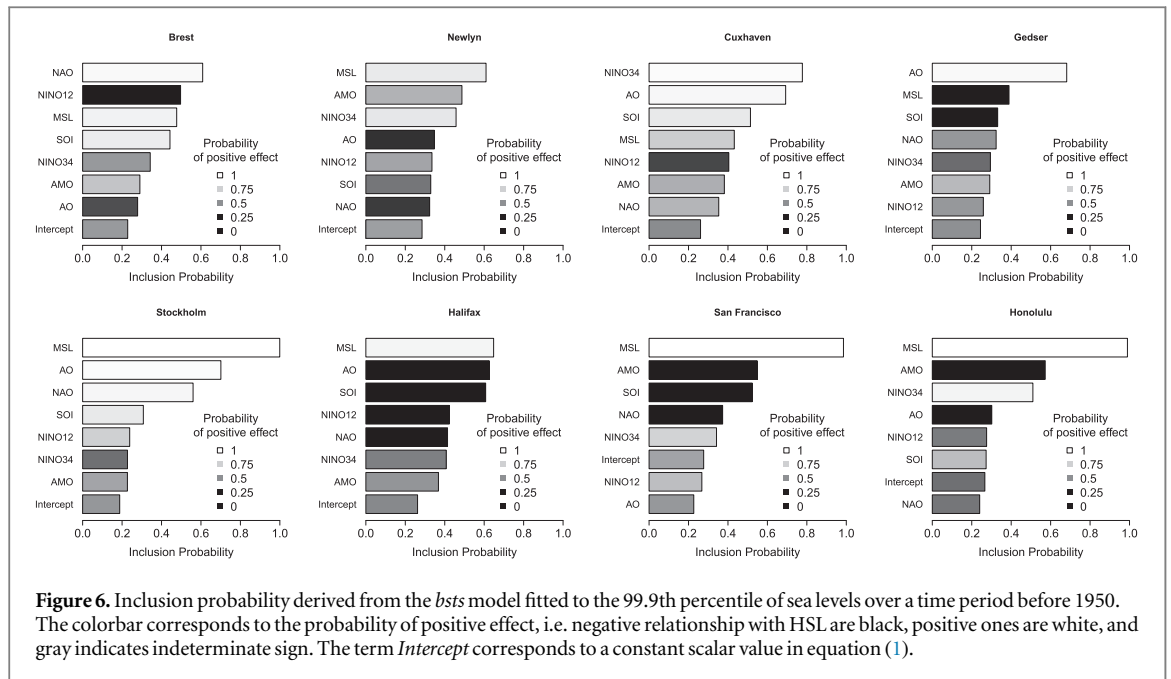 Brest
NAO
NINO12
MSL
SOI
NINO34
AMO
AO
Intercept
Probability
of positive effect
1
0.75
0.5
0.25
0
0.0 0.2 0.4 0.6 0.8 1.0
Inclusion Probability
Newlyn
MSL
AMO
NINO34
AO
NINO12
SOI
NAO
Intercept
Probability
of positive effect
1
0.75
0.5
0.25
0
0.0 0.2 0.4 0.6 0.8 1.0
Inclusion Probability
Cuxhaven
NINO34
AO
SOI
MSL
NINO12
AMO
NAO
Intercept
Probability
of positive effect
1
0.75
0.5
0.25
0
0.0 0.2 0.4 0.6 0.8 1.0
Inclusion Probability
Gedser
AO
MSL
SOI
NAO
NINO34
AMO
NINO12
Intercept
Probability
of positive effect
1
0.75
0.5
0.25
0
0.0 0.2 0.4 0.6 0.8 1.0
Inclusion Probability
Stockholm
MSL
AO
NAO
SOI
NINO12
NINO34
AMO
Intercept
Probability
of positive effect
1
0.75
0.5
0.25
0
0.0 0.2 0.4 0.6 0.8 1.0
Inclusion Probability
Halifax
MSL
AO
SOI
NINO12
NAO
NINO34
AMO
Intercept
Probability
of positive effect
1
0.75
0.5
0.25
0
0.0 0.2 0.4 0.6 0.8 1.0
Inclusion Probability
San Francisco
MSL
AMO
SOI
NAO
NINO34
Intercept
NINO12
AO
Probability
of positive effect
1
0.75
0.5
0.25
0
0.0 0.2 0.4 0.6 0.8 1.0
Inclusion Probability
Honolulu
MSL
AMO
NINO34
AO
NINO12
SOI
Intercept
NAO
Probability
of positive effect
1
0.75
0.5
0.25
0
0.0 0.2 0.4 0.6 0.8 1.0
Inclusion Probability
Figure 6. Inclusion probability derived from the bsts model fitted to the 99.9th percentile of sea levels over a time period before 1950.
The colorbar corresponds to the probability of positive effect, i.e. negative relationship with HSL are black, positive ones are white, and
gray indicates indeterminate sign. The term Intercept corresponds to a constant scalar value in equation (1).